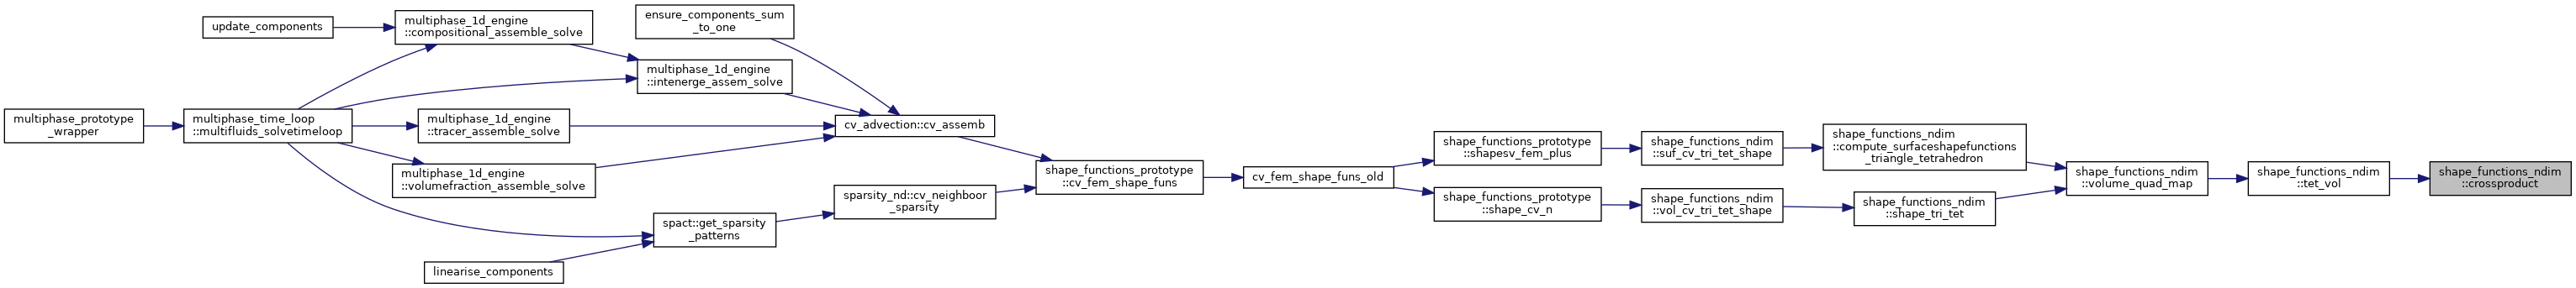 update_components
multiphase_1d_engine
::compositional_assemble_solve
ensure_components_sum
_to_one
multiphase_1d_engine
::intenerge_assem_solve
multiphase_prototype
_wrapper
multiphase_time_loop
::multifluids_solvetimeloop
multiphase_1d_engine
::tracer_assemble_solve
cv_advection::cv_assemb
multiphase_1d_engine
::volumefraction_assemble_solve
shape_functions_prototype
::cv_fem_shape_funs
sparsity_nd::cv_neighboor
_sparsity
spact::get_sparsity
_patterns
linearise_components
cv_fem_shape_funs_old
shape_functions_prototype
::shapesv_fem_plus
shape_functions_prototype
::shape_cv_n
shape_functions_ndim
::suf_cv_tri_tet_shape
shape_functions_ndim
::vol_cv_tri_tet_shape
shape_functions_ndim
::compute_surfaceshapefunctions
_triangle_tetrahedron
shape_functions_ndim
::shape_tri_tet
shape_functions_ndim
::volume_quad_map
shape_functions_ndim
::tet_vol
shape_functions_ndim
::crossproduct